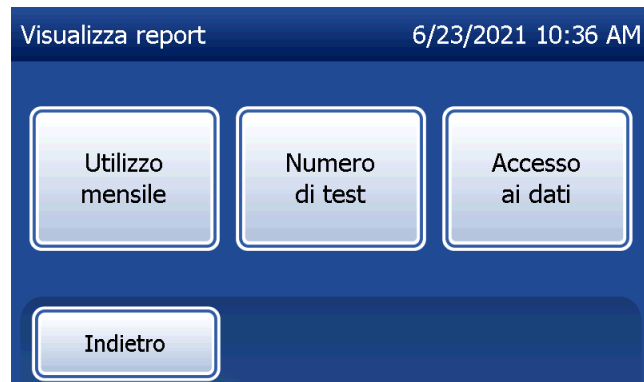 Visualizza report 6/23/2021 10:36 AM
Utilizzo
mensile
Numero
di test
Accesso
ai dati
Indietro